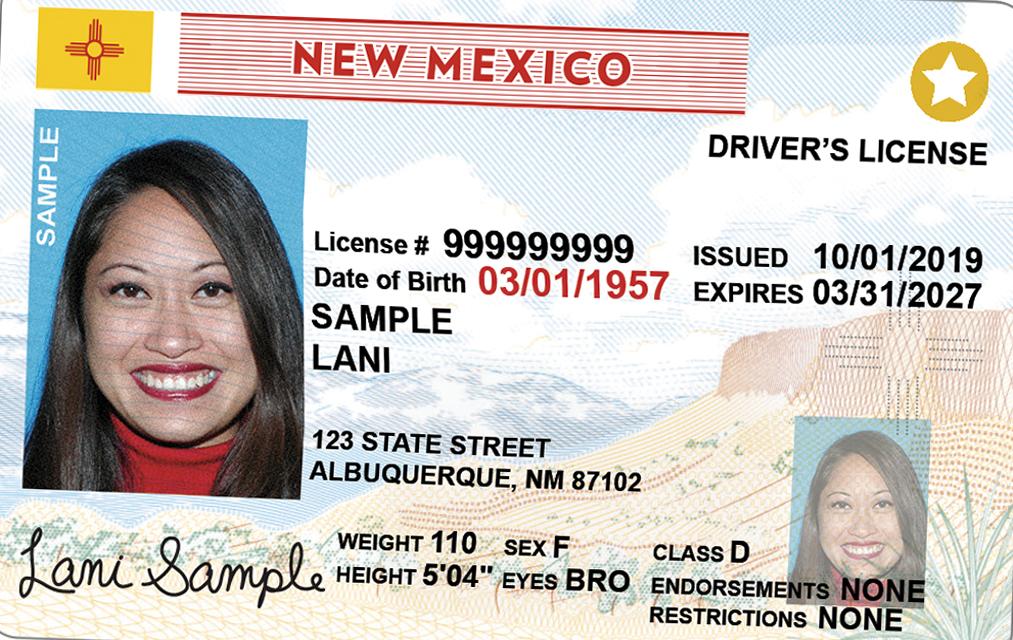 NEW MEXICO
DRIVER'S LICENSE
SAMPLE
License # 999999999
Date of Birth 03/01/1957
ISSUED 10/01/2019
EXPIRES 03/31/2027
SAMPLE
LANI
123 STATE STREET
ALBUQUERQUE, NM 87102
Lani Sample
WEIGHT 110 SEX F
HEIGHT 5'04" EYES BRO
CLASS D
ENDORSEMENTS NONE
RESTRICTIONS NONE